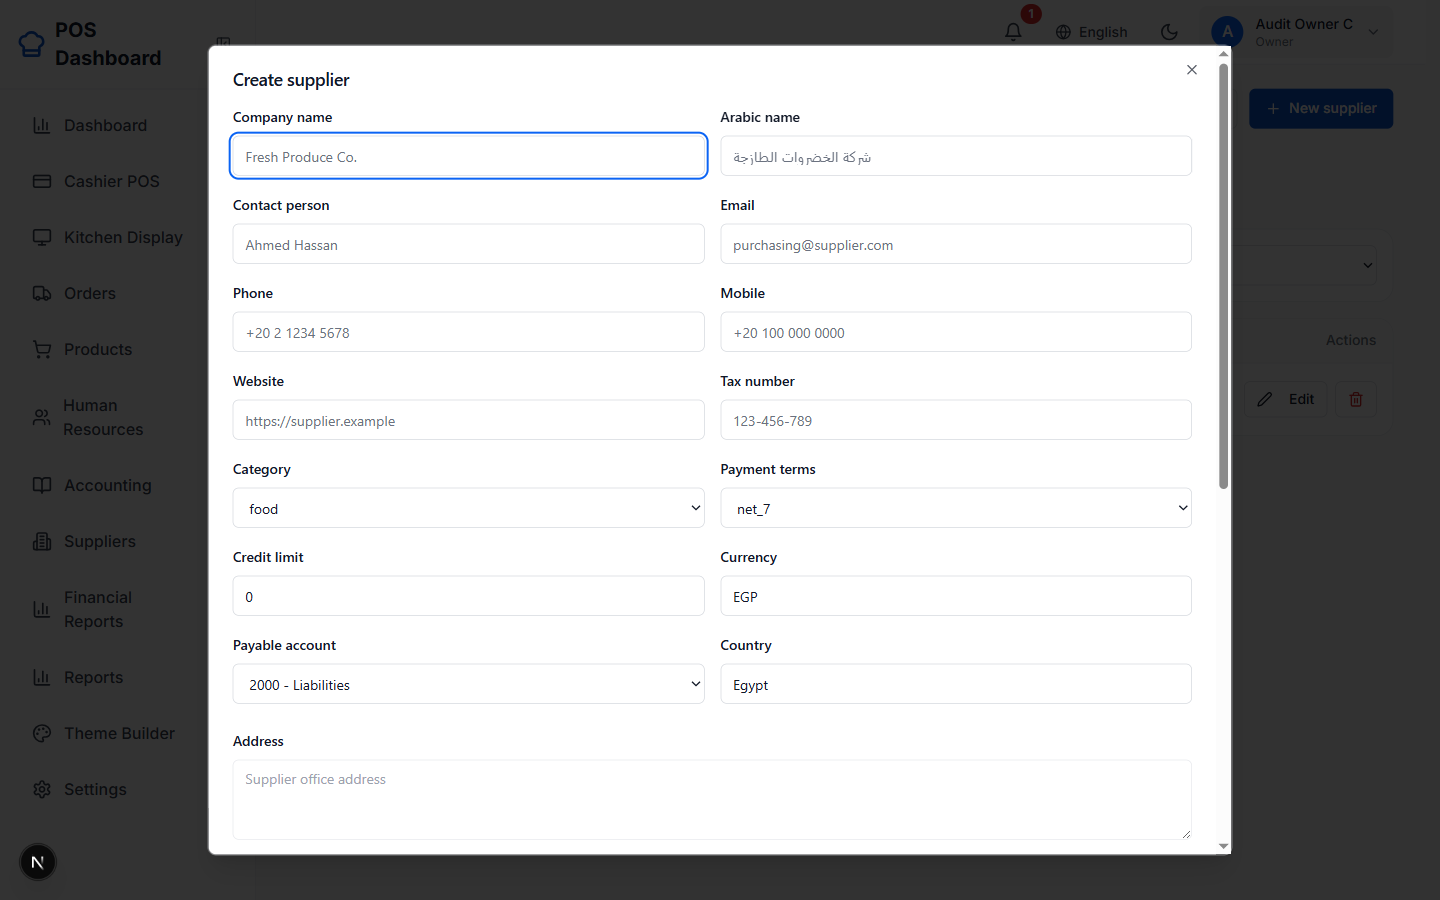 POS
Dashboard
1
English
A
Audit Owner C
Owner
Dashboard
Cashier POS
Kitchen Display
Orders
Products
Human
Resources
Accounting
Suppliers
Financial
Reports
Reports
Theme Builder
Settings
N
New supplier
Actions
Edit
Create supplier
Company name
Fresh Produce Co.
Arabic name
شركة الخضروات الطازجة
Contact person
Ahmed Hassan
Email
purchasing@supplier.com
Phone
+20 2 1234 5678
Mobile
+20 100 000 0000
Website
https://supplier.example
Tax number
123-456-789
Category
food
Payment terms
net_7
Credit limit
0
Currency
EGP
Payable account
2000 - Liabilities
Country
Egypt
Address
Supplier office address